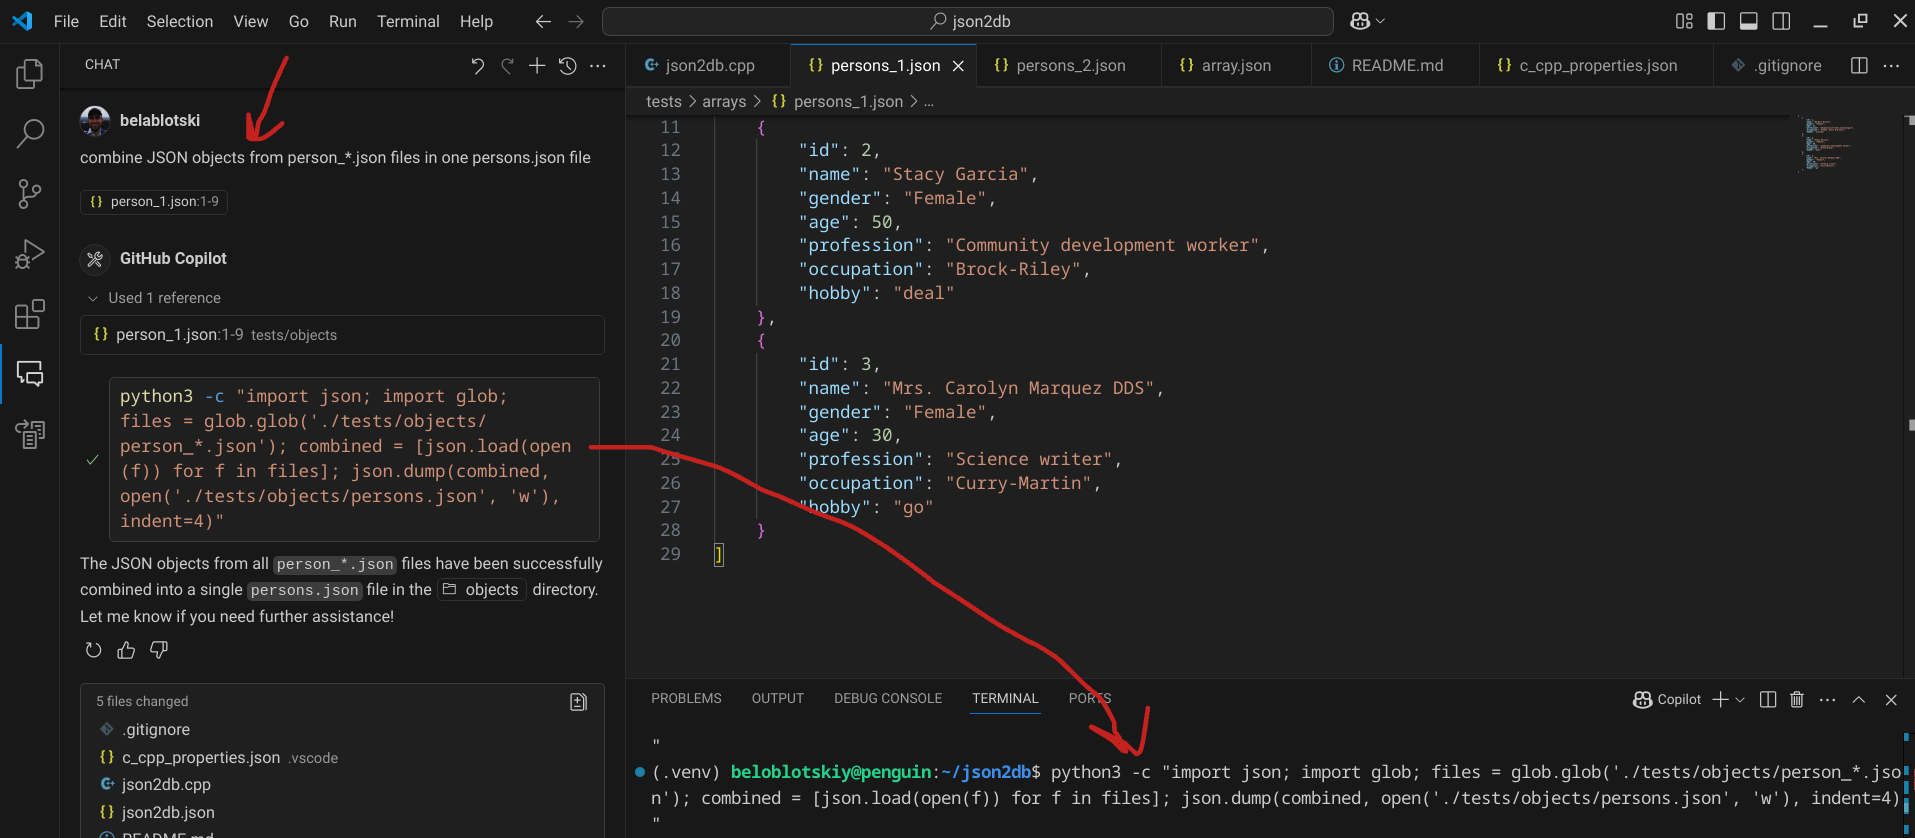 File Edit Selection View Go Run Terminal Help
json2db
CHAT
belablotski
combine JSON objects from person_*.json files in one persons.json file
person_1.json:1-9
GitHub Copilot
Used 1 reference
person_1.json:1-9 tests/objects
python3 -c "import json; import glob;
files = glob.glob('./tests/objects/
person_*.json'); combined = [json.load(open
(f)) for f in files]; json.dump(combined,
open('./tests/objects/persons.json', 'w'),
indent=4)"
The JSON objects from all person_*.json files have been successfully
combined into a single persons.json file in the objects directory.
Let me know if you need further assistance!
5 files changed
.gitignore
c_cpp_properties.json .vscode
json2db.cpp
json2db.json
README.md
json2db.cpp persons_1.json persons_2.json array.json README.md c_cpp_properties.json .gitignore
tests > arrays > persons_1.json > ...
11 {
12 "id": 2,
13 "name": "Stacy Garcia",
14 "gender": "Female",
15 "age": 50,
16 "profession": "Community development worker",
17 "occupation": "Brock-Riley",
18 "hobby": "deal"
19 },
20 {
21 "id": 3,
22 "name": "Mrs. Carolyn Marquez DDS",
23 "gender": "Female",
24 "age": 30,
25 "profession": "Science writer",
26 "occupation": "Curry-Martin",
27 "hobby": "go"
28 }
29 ]
PROBLEMS OUTPUT DEBUG CONSOLE TERMINAL PORTS
Copilot
"
(.venv) beloblotskiy@penguin:~/json2db$ python3 -c "import json; import glob; files = glob.glob('./tests/objects/person_*.jso
n'); combined = [json.load(open(f)) for f in files]; json.dump(combined, open('./tests/objects/persons.json', 'w'), indent=4)
"